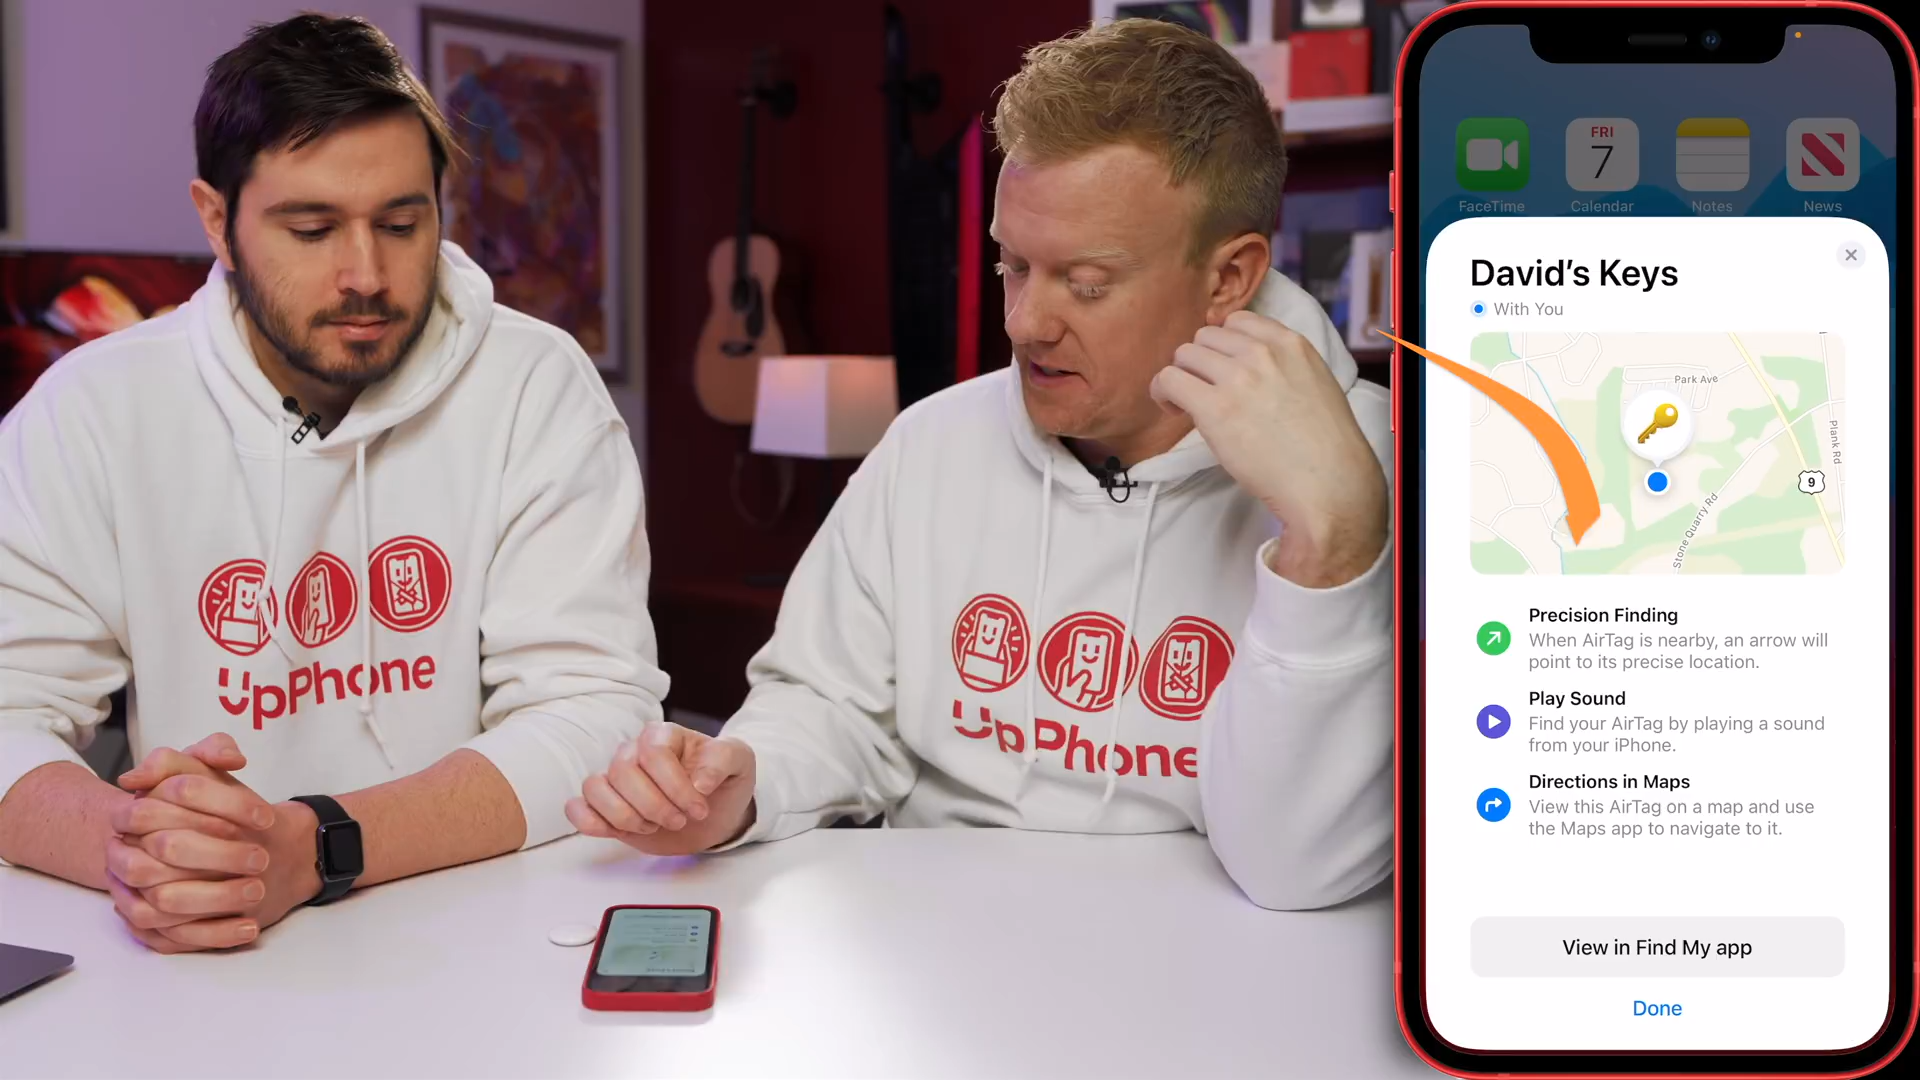 UpPhone
UpPhone
FRI
7
FaceTime
Calendar
Notes
News
David's Keys
With You
Park Ave
Plank Rd
9
Stone Quarry Rd
Precision Finding
When AirTag is nearby, an arrow will
point to its precise location.
Play Sound
Find your AirTag by playing a sound
from your iPhone.
Directions in Maps
View this AirTag on a map and use
the Maps app to navigate to it.
View in Find My app
Done